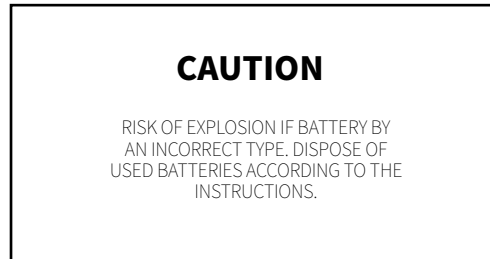 CAUTION
RISK OF EXPLOSION IF BATTERY BY
AN INCORRECT TYPE. DISPOSE OF
USED BATTERIES ACCORDING TO THE
INSTRUCTIONS.